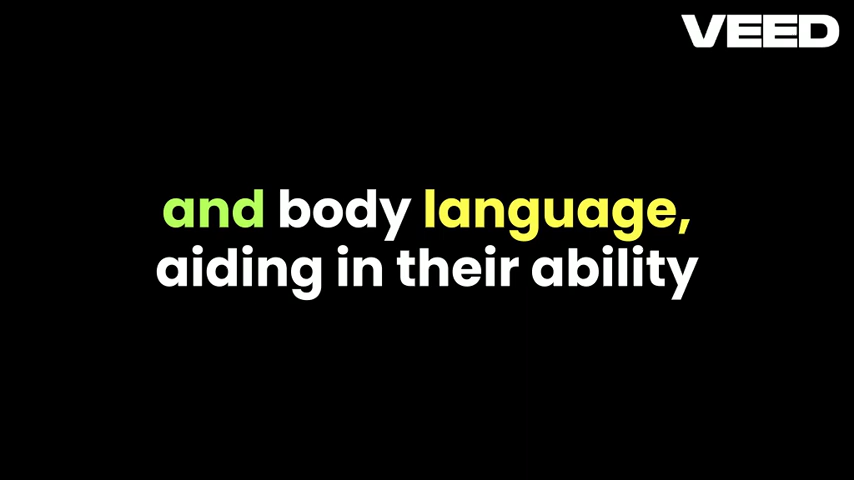 VEED
and body language,
aiding in their ability